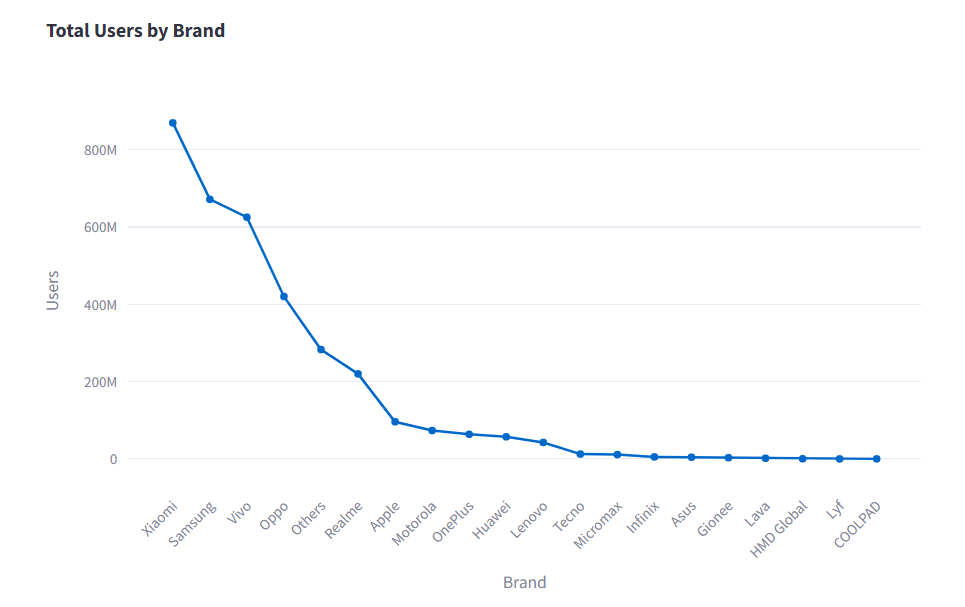 Total Users by Brand
800M
600M
400M
200M
0
Users
Xiaomi
Samsung
Vivo
Oppo
Others
Realme
Apple
Motorola
OnePlus
Huawei
Lenovo
Tecno
Micromax
Infinix
Asus
Gionee
Lava
HMD Global
Lyf
COOLPAD
Brand